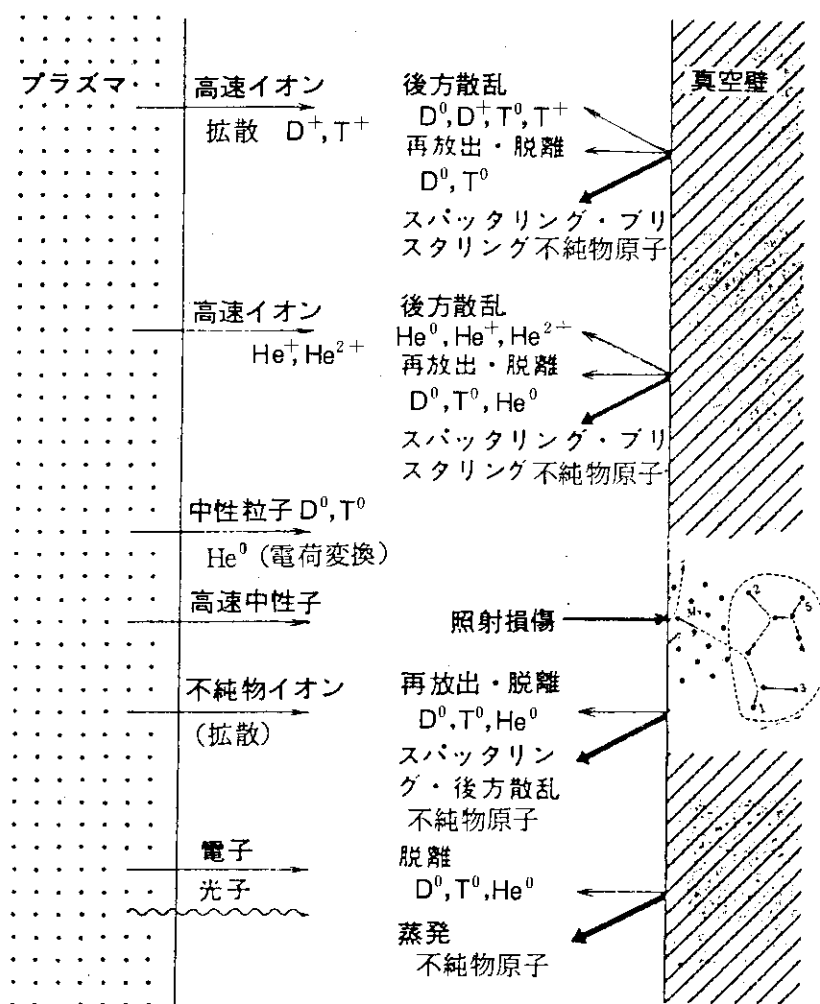 プラズマ
高速イオン
拡散 D⁺,T⁺
後方散乱
D⁰,D⁺,T⁰,T⁺
再放出・脱離
D⁰,T⁰
スパッタリング・ブリ
スタリング不純物原子
真空壁
高速イオン
He⁺,He²⁺
後方散乱
He⁰,He⁺,He²⁺
再放出・脱離
D⁰,T⁰,He⁰
スパッタリング・ブリ
スタリング不純物原子
中性粒子D⁰,T⁰
He⁰(電荷変換)
高速中性子
照射損傷
2
5
4
3
1
不純物イオン
(拡散)
再放出・脱離
D⁰,T⁰,He⁰
スパッタリン
グ・後方散乱
不純物原子
電子
光子
脱離
D⁰,T⁰,He⁰
蒸発
不純物原子